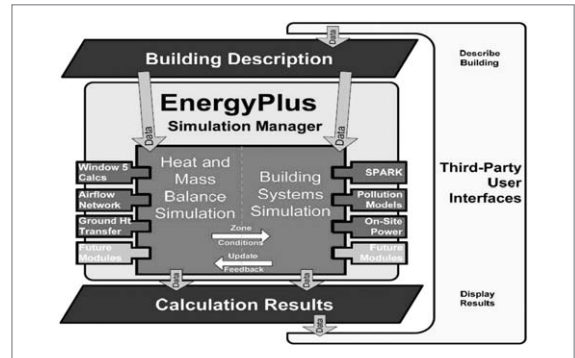 Data
Building Description
Describe
Building
EnergyPlus
Simulation Manager
Data
Data
Window 5
Calcs
Airflow
Network
Ground Ht
Transfer
Future
Modules
Heat and
Mass
Balance
Simulation
Building
Systems
Simulation
Zone
Conditions
Update
Feedback
SPARK
Pollution
Models
On-Site
Power
Future
Modules
Third-Party
User
Interfaces
Data
Data
Calculation Results
Display
Results
Data